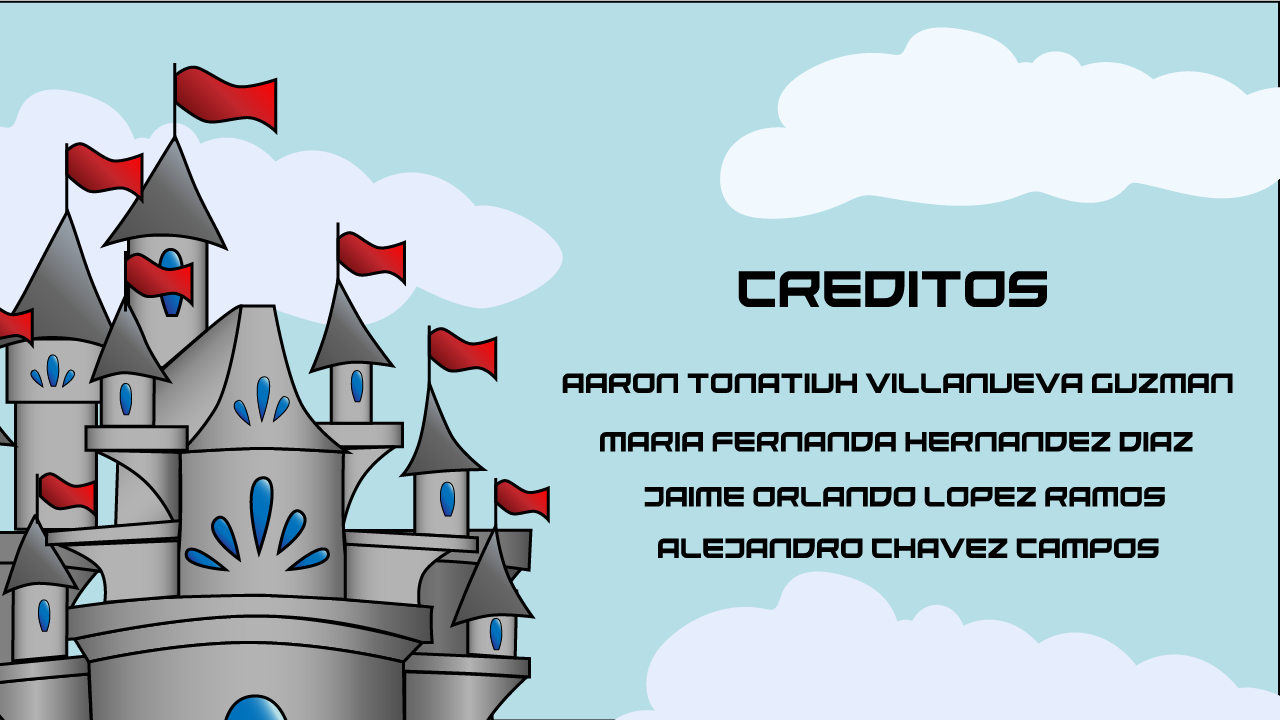 CREDITOS
AARON TONATIUH VILLANUEVA GUZMAN
MARIA FERNANDA HERNANDEZ DIAZ
JAIME ORLANDO LOPEZ RAMOS
ALEJANDRO CHAVEZ CAMPOS